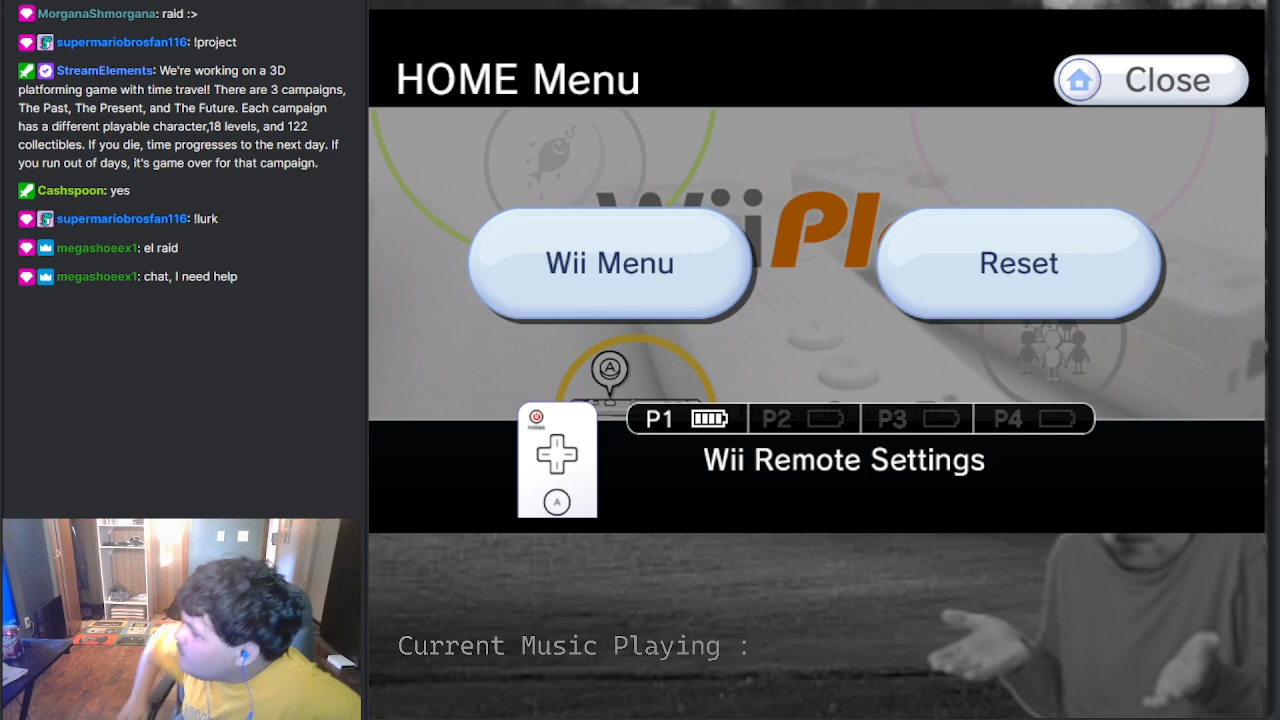 MorganaShmorgana: raid :>
supermariobrosfan116: !project
StreamElements: We're working on a 3D
platforming game with time travel! There are 3 campaigns,
The Past, The Present, and The Future. Each campaign
has a different playable character,18 levels, and 122
collectibles. If you die, time progresses to the next day. If
you run out of days, it's game over for that campaign.
Cashspoon: yes
supermariobrosfan116: !lurk
megashoeex1: el raid
megashoeex1: chat, I need help
HOME Menu
Close
Wii Pl
Wii Menu
Reset
A
POWER
A
P1 P2 P3 P4
Wii Remote Settings
Current Music Playing :